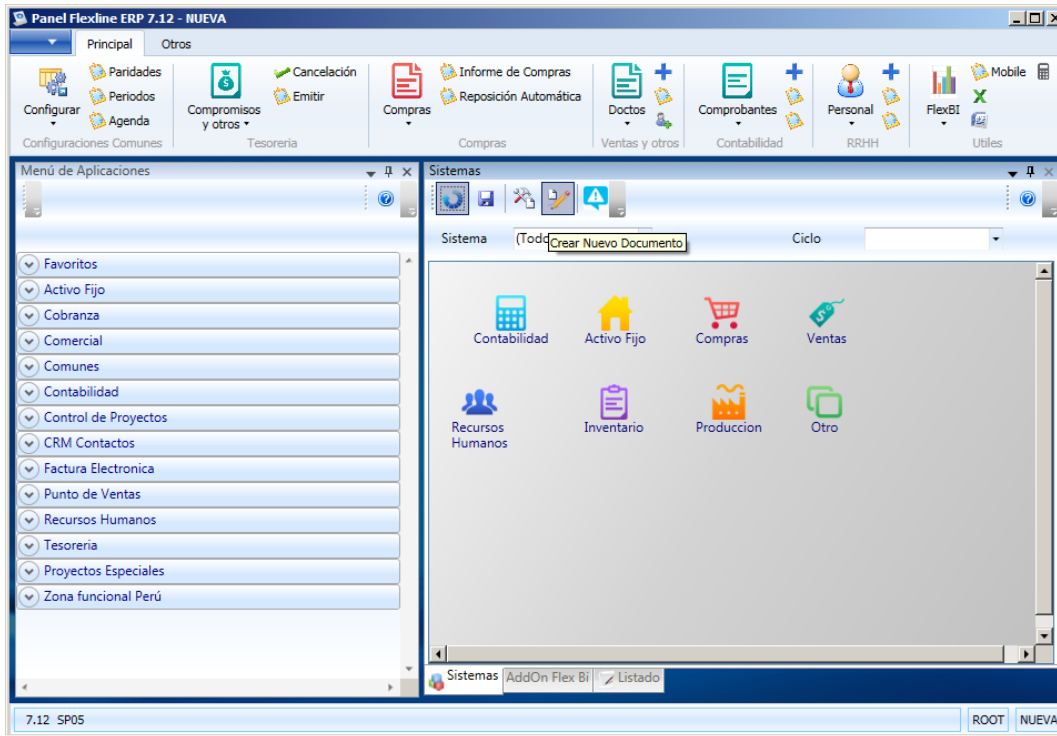 Panel Flexline ERP 7.12 - NUEVA
Principal Otros
Configurar Paridades Periodos Agenda
Compromisos y otros Cancelación Emitir
Compras Informe de Compras Reposición Automática
Doctos
Comprobantes
Personal
FlexBI Mobile
Configuraciones Comunes Tesoreria Compras Ventas y otros Contabilidad RRHH Utiles
Menú de Aplicaciones
Favoritos
Activo Fijo
Cobranza
Comercial
Comunes
Contabilidad
Control de Proyectos
CRM Contactos
Factura Electronica
Punto de Ventas
Recursos Humanos
Tesoreria
Proyectos Especiales
Zona funcional Perú
Sistemas
Sistema (Todo Ciclo
Crear Nuevo Documento
Contabilidad Activo Fijo Compras Ventas
Recursos Humanos Inventario Produccion Otro
Sistemas AddOn Flex Bi Listado
7.12 SP05 ROOT NUEVA